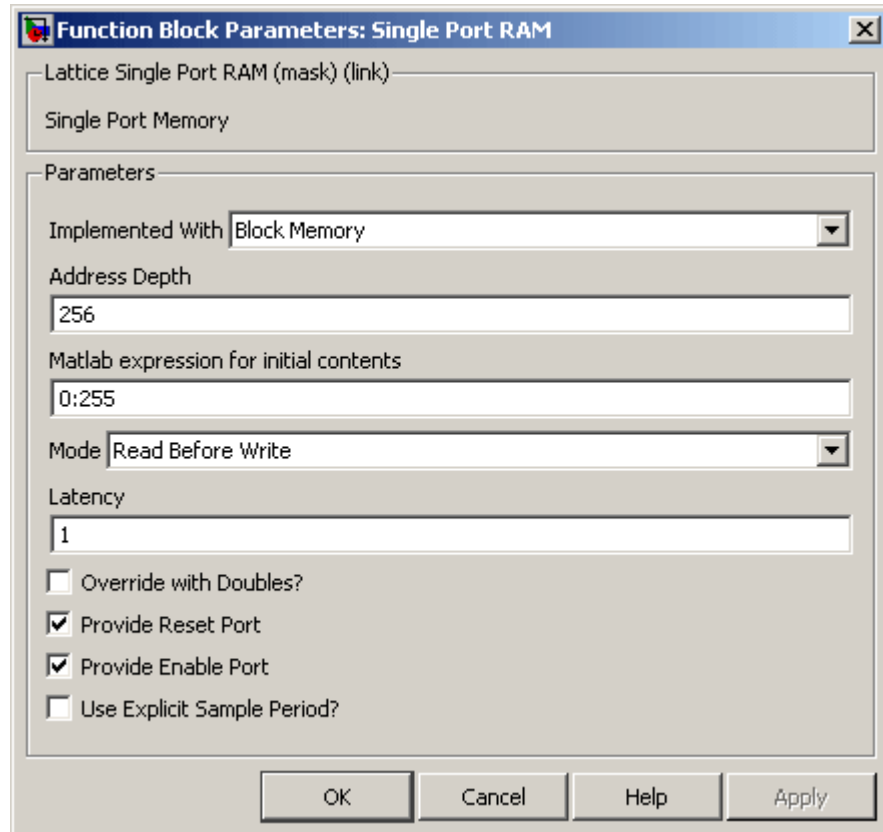 Function Block Parameters: Single Port RAM
Lattice Single Port RAM (mask) (link)
Single Port Memory
Parameters
Implemented With Block Memory
Address Depth
256
Matlab expression for initial contents
0:255
Mode Read Before Write
Latency
1
Override with Doubles?
Provide Reset Port
Provide Enable Port
Use Explicit Sample Period?
OK Cancel Help Apply